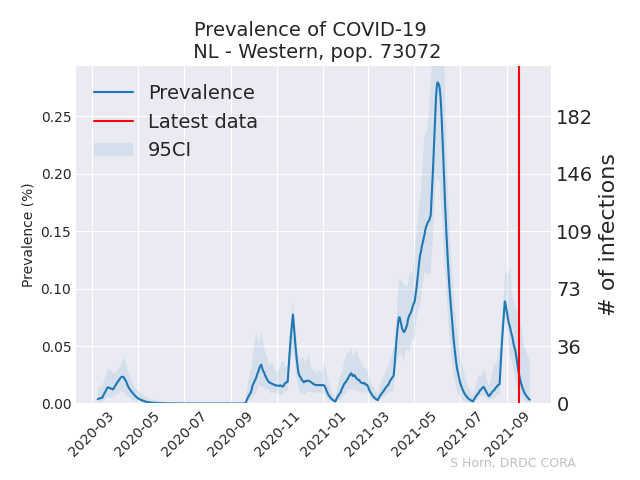 Prevalence of COVID-19
NL - Western, pop. 73072
Prevalence
Latest data
95CI
Prevalence (%)
0.25
0.20
0.15
0.10
0.05
0.00
182
146
109
73
36
0
# of infections
2020-03
2020-05
2020-07
2020-09
2020-11
2021-01
2021-03
2021-05
2021-07
2021-09
S Horn, DRDC CORA